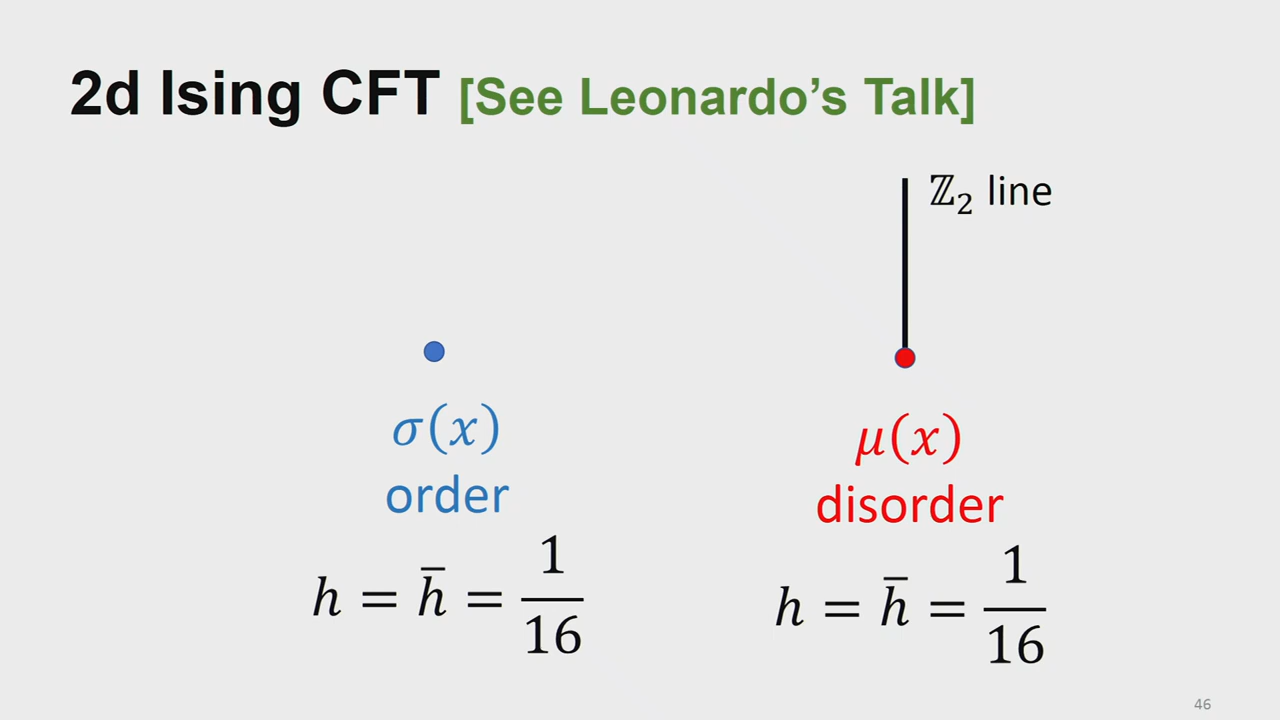 2d Ising CFT [See Leonardo's Talk]
ℤ₂ line
σ(x)
order
h = h̄ = 1/16
μ(x)
disorder
h = h̄ = 1/16
46